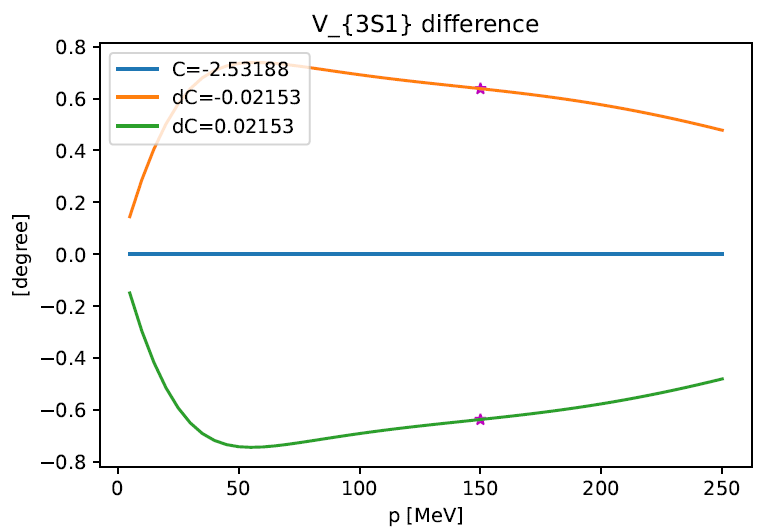 V_{3S1} difference
C=-2.53188
dC=-0.02153
dC=0.02153
[degree]
0.8
0.6
0.4
0.2
0.0
−0.2
−0.4
−0.6
−0.8
0 50 100 150 200 250
p [MeV]